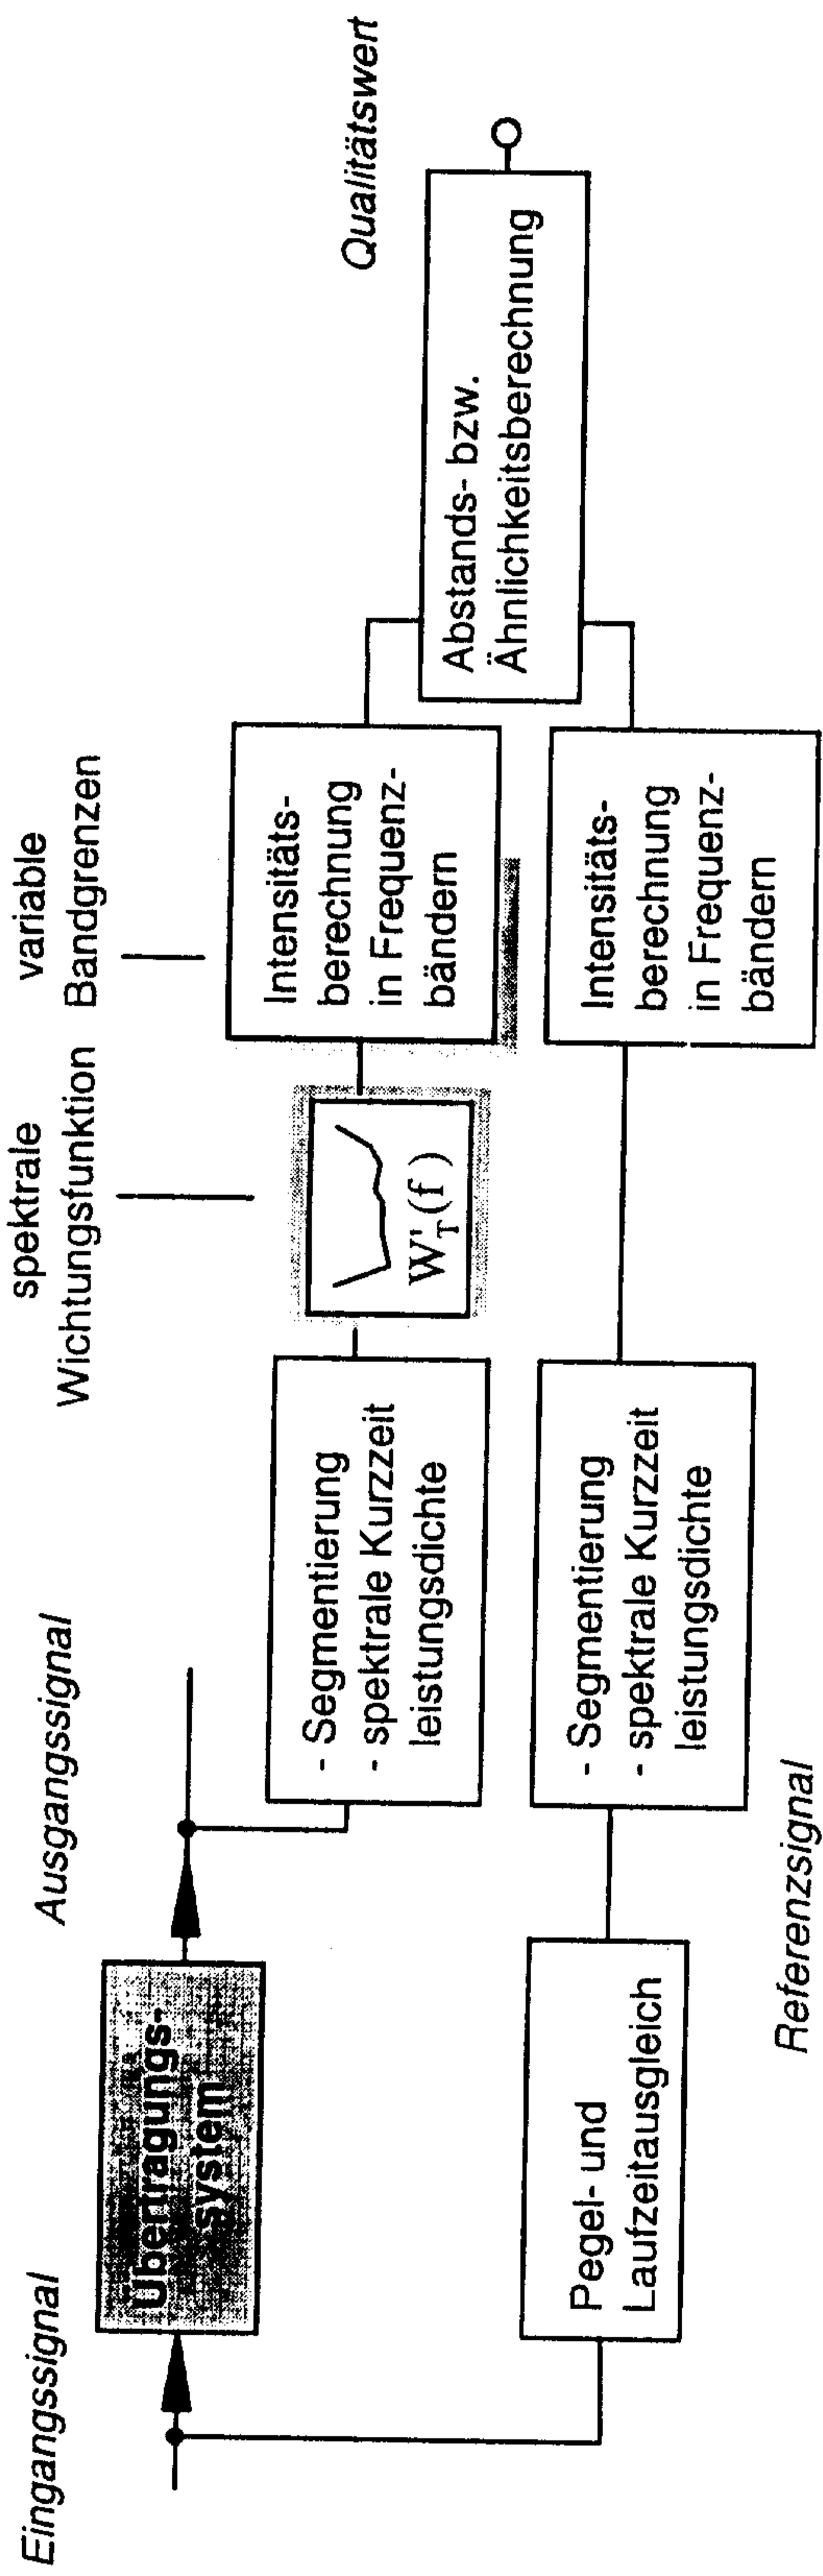 Eingangssignal
Übertragungs-
system
Ausgangssignal
spektrale
Wichtungsfunktion
variable
Bandgrenzen
Qualitätswert
- Segmentierung
- spektrale Kurzzeit
leistungsdichte
W'T(f)
Intensitäts-
berechnung
in Frequenz-
bändern
Abstands- bzw.
Ähnlichkeitsberechnung
Pegel- und
Laufzeitausgleich
Referenzsignal
- Segmentierung
- spektrale Kurzzeit
leistungsdichte
Intensitäts-
berechnung
in Frequenz-
bändern